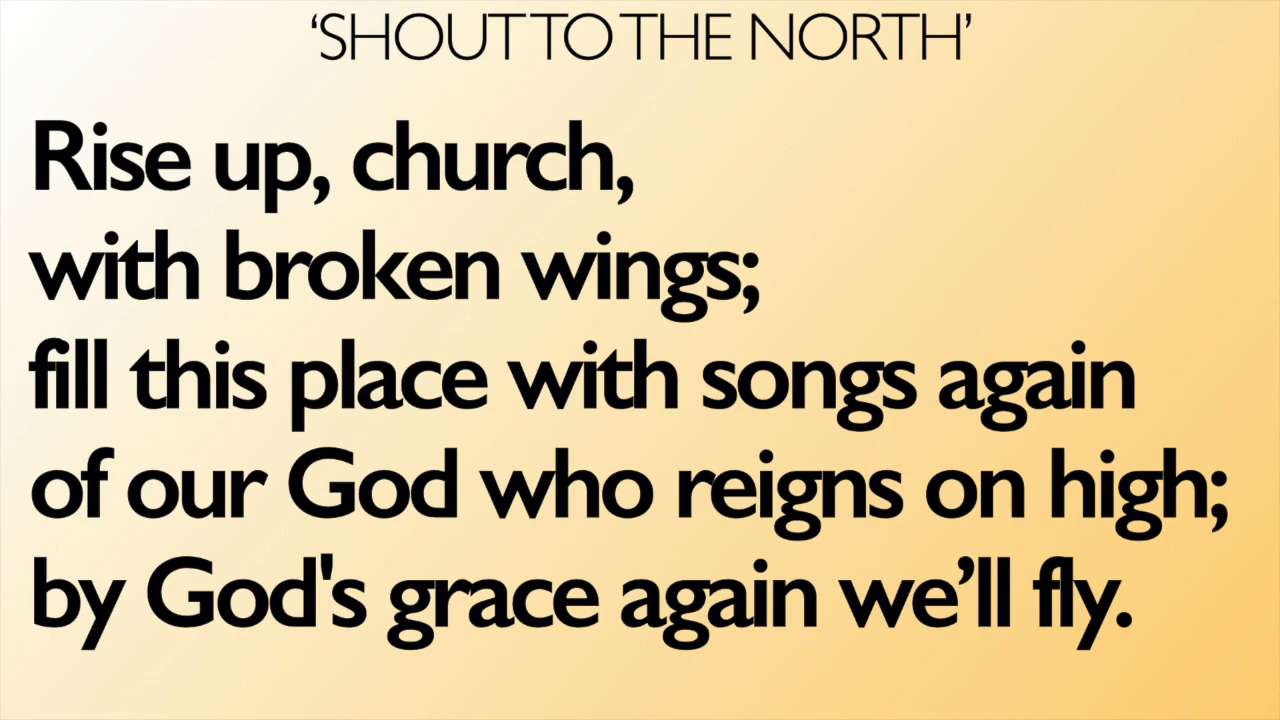 ‘SHOUT TO THE NORTH’
Rise up, church,
with broken wings;
fill this place with songs again
of our God who reigns on high;
by God's grace again we’ll fly.